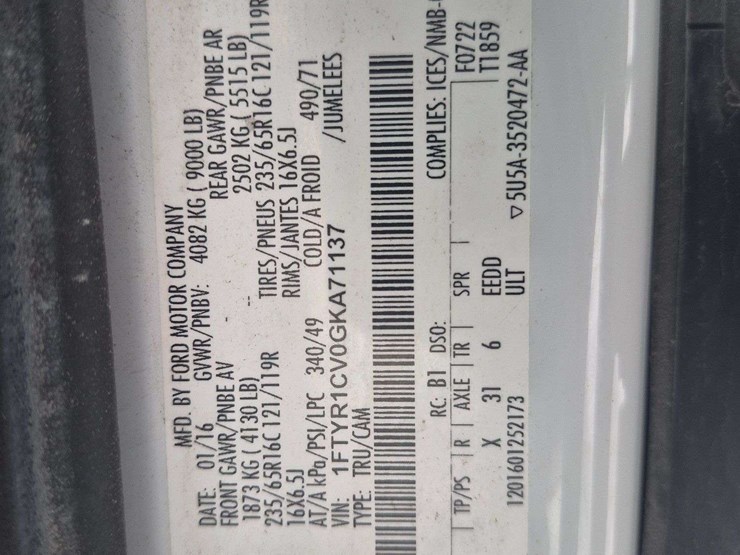 MFD. BY FORD MOTOR COMPANY
DATE: 01/16 GVWR/PNBV: 4082 KG ( 9000 LB)
FRONT GAWR/PNBE AV REAR GAWR/PNBE AR
1873 KG ( 4130 LB) 2502 KG ( 5515 LB)
235/65R16C 121/119R TIRES/PNEUS 235/65R16C 121/119R
16X6.5J RIMS/JANTES 16X6.5J
AT/A kPa/PSI/LPC 340/49 COLD/A FROID 490/71
VIN: 1FTYR1CV0GKA71137 /JUMELEES
TYPE: TRU/CAM
RC: B1 DSO: COMPLIES: ICES/NMB-
TP/PS R AXLE TR SPR F0722
X 31 6 EEDD T1859
1201601252173 ULT ▽ 5U5A-3520472-AA